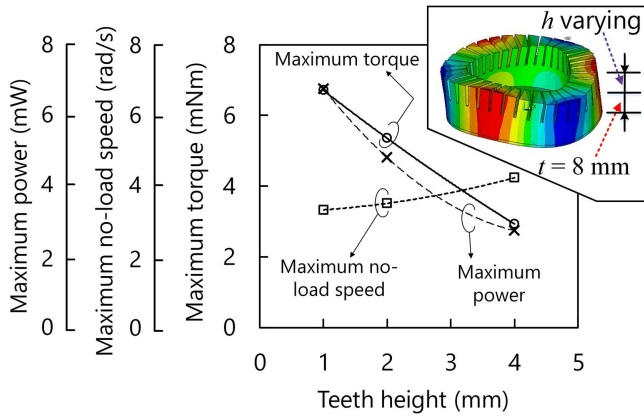 Maximum power (mW)
8
6
4
2
0
Maximum no-load speed (rad/s)
8
6
4
2
0
Maximum torque (mNm)
8
6
4
2
0
Maximum torque
Maximum no-
load speed
Maximum
power
h varying
t = 8 mm
0
1
2
3
4
5
Teeth height (mm)